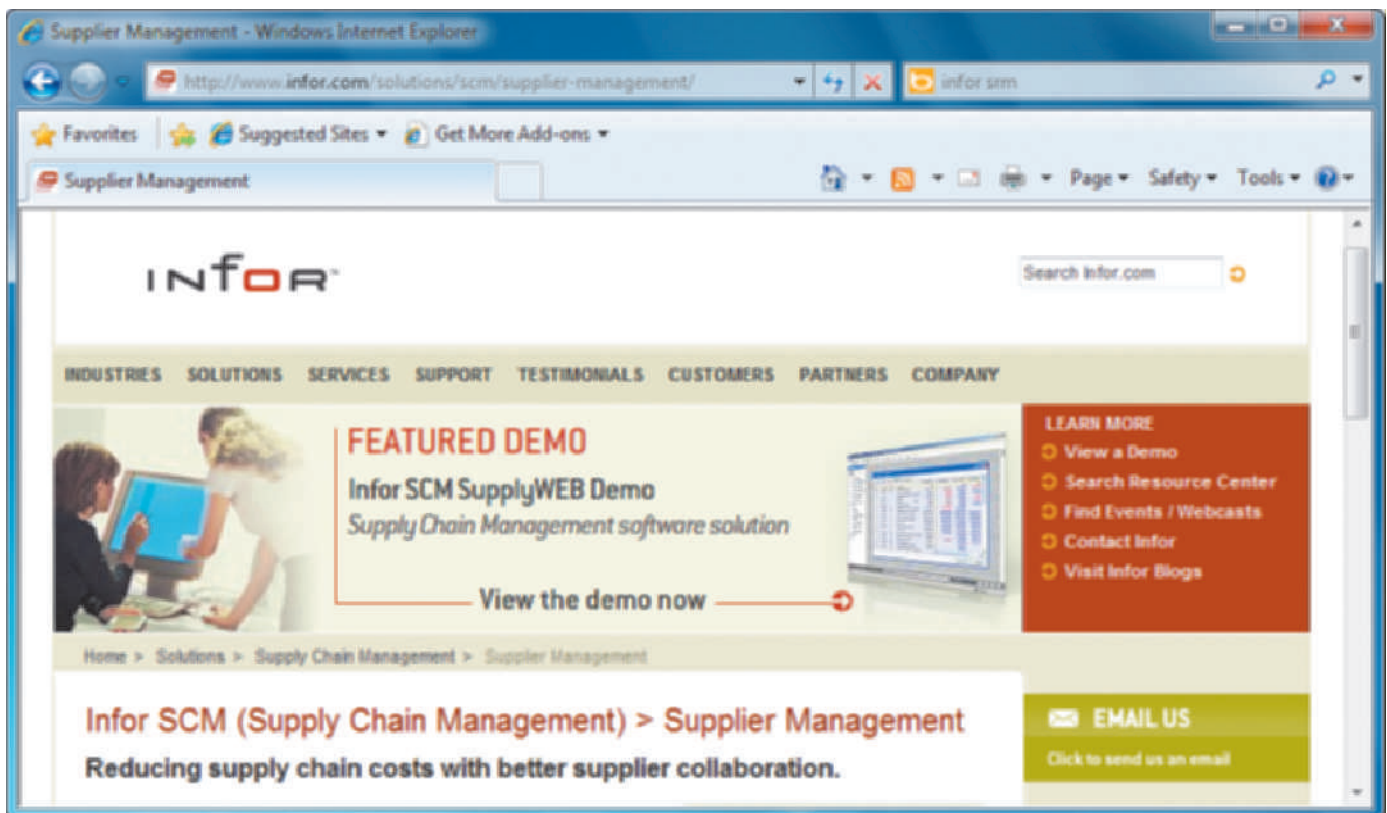 Supplier Management - Windows Internet Explorer
http://www.infor.com/solutions/scm/supplier-management/ infor srm
Favorites Suggested Sites Get More Add-ons
Supplier Management Page Safety Tools
INFOR Search Infor.com
INDUSTRIES SOLUTIONS SERVICES SUPPORT TESTIMONIALS CUSTOMERS PARTNERS COMPANY
FEATURED DEMO
Infor SCM SupplyWEB Demo
Supply Chain Management software solution
View the demo now
LEARN MORE
View a Demo
Search Resource Center
Find Events / Webcasts
Contact Infor
Visit Infor Blogs
Home > Solutions > Supply Chain Management > Supplier Management
Infor SCM (Supply Chain Management) > Supplier Management
Reducing supply chain costs with better supplier collaboration.
EMAIL US
Click to send us an email